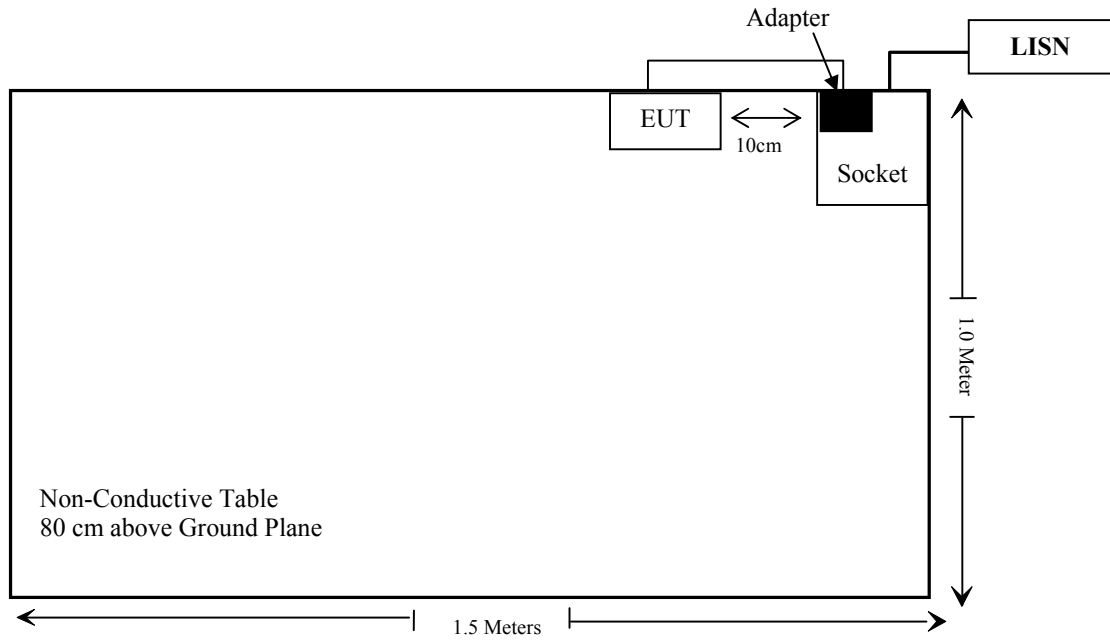 Adapter
LISN
EUT
10cm
Socket
1.0 Meter
Non-Conductive Table
80 cm above Ground Plane
1.5 Meters